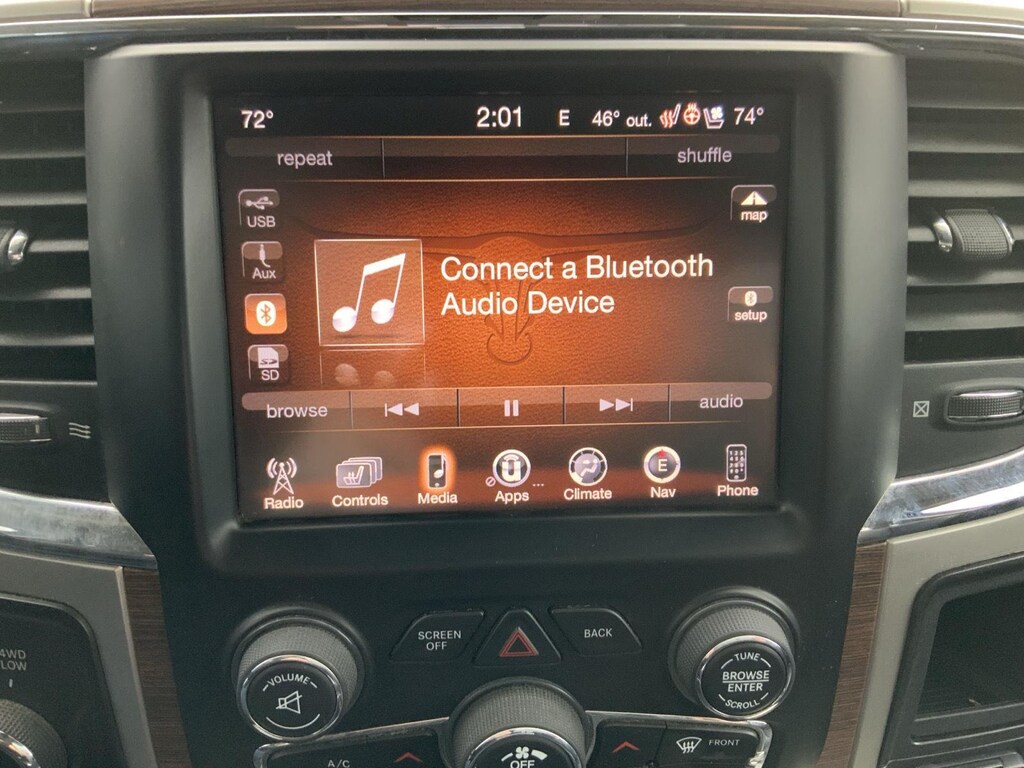 72° 2:01 E 46° out. 74°
repeat shuffle
USB
map
Aux
Connect a Bluetooth
Audio Device
setup
SD
browse audio
Radio Controls Media Apps ... Climate E Nav Phone
SCREEN
OFF
BACK
4WD
LOW
VOLUME
TUNE
BROWSE
ENTER
SCROLL
A/C
OFF
FRONT